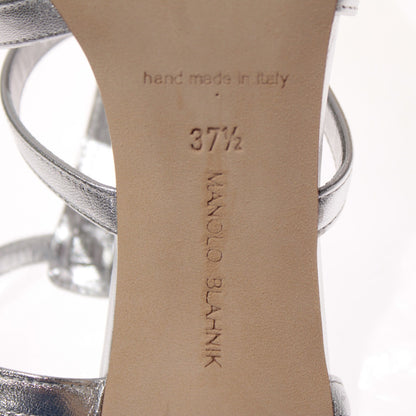 hand made in Italy
37½
MANOLO BLAHNIK